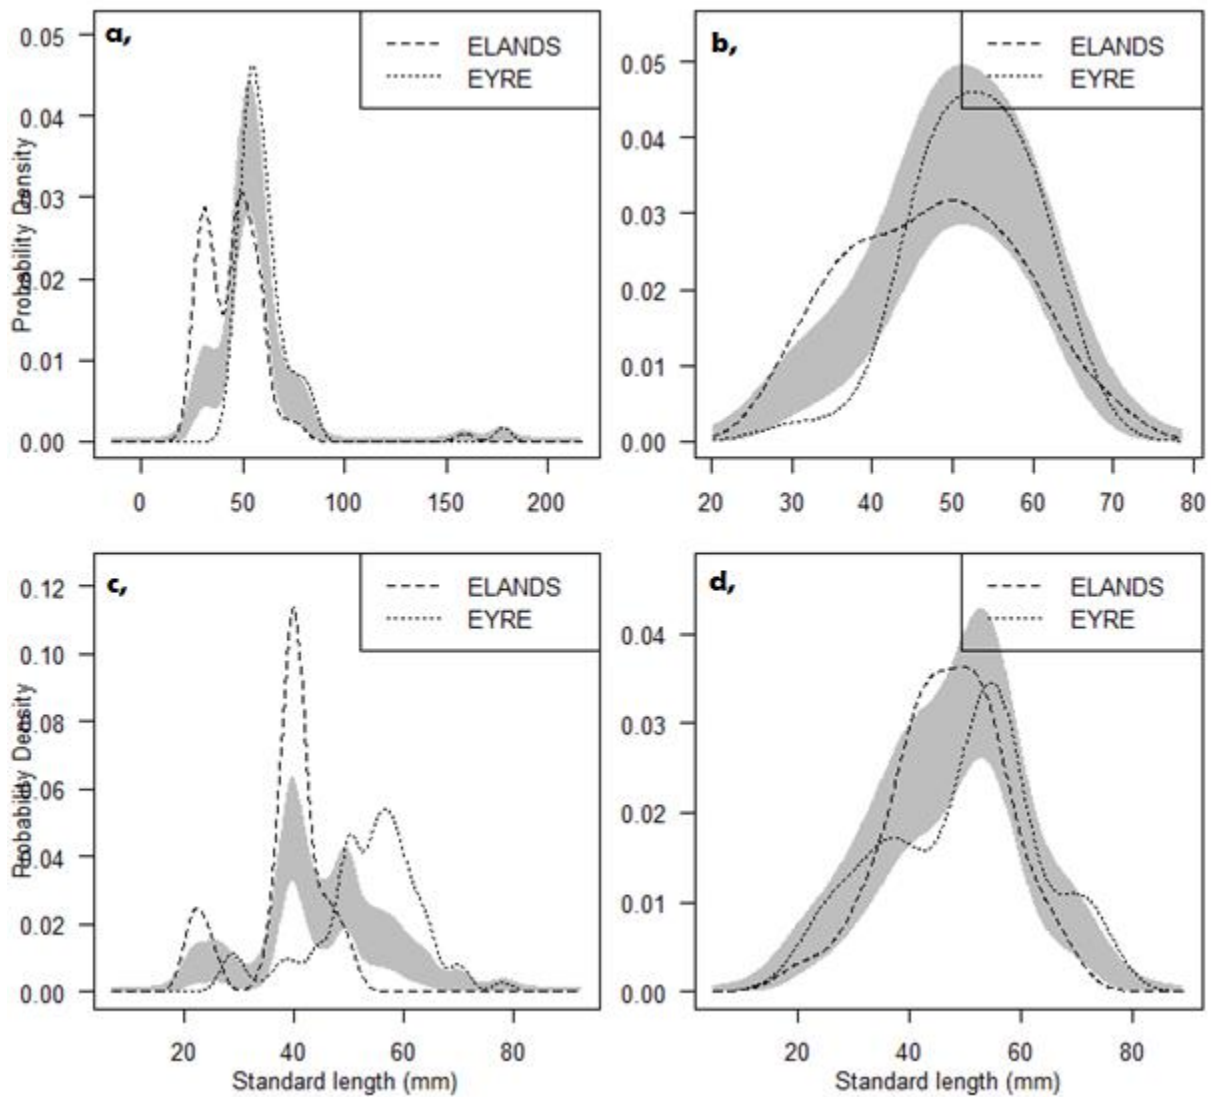 a,
ELANDS
EYRE
0.05
0.04
0.03
0.02
0.01
0.00
Probability Density
0 50 100 150 200
b,
ELANDS
EYRE
0.05
0.04
0.03
0.02
0.01
0.00
20 30 40 50 60 70 80
c,
ELANDS
EYRE
0.12
0.10
0.08
0.06
0.04
0.02
0.00
Probability Density
20 40 60 80
Standard length (mm)
d,
ELANDS
EYRE
0.04
0.03
0.02
0.01
0.00
20 40 60 80
Standard length (mm)